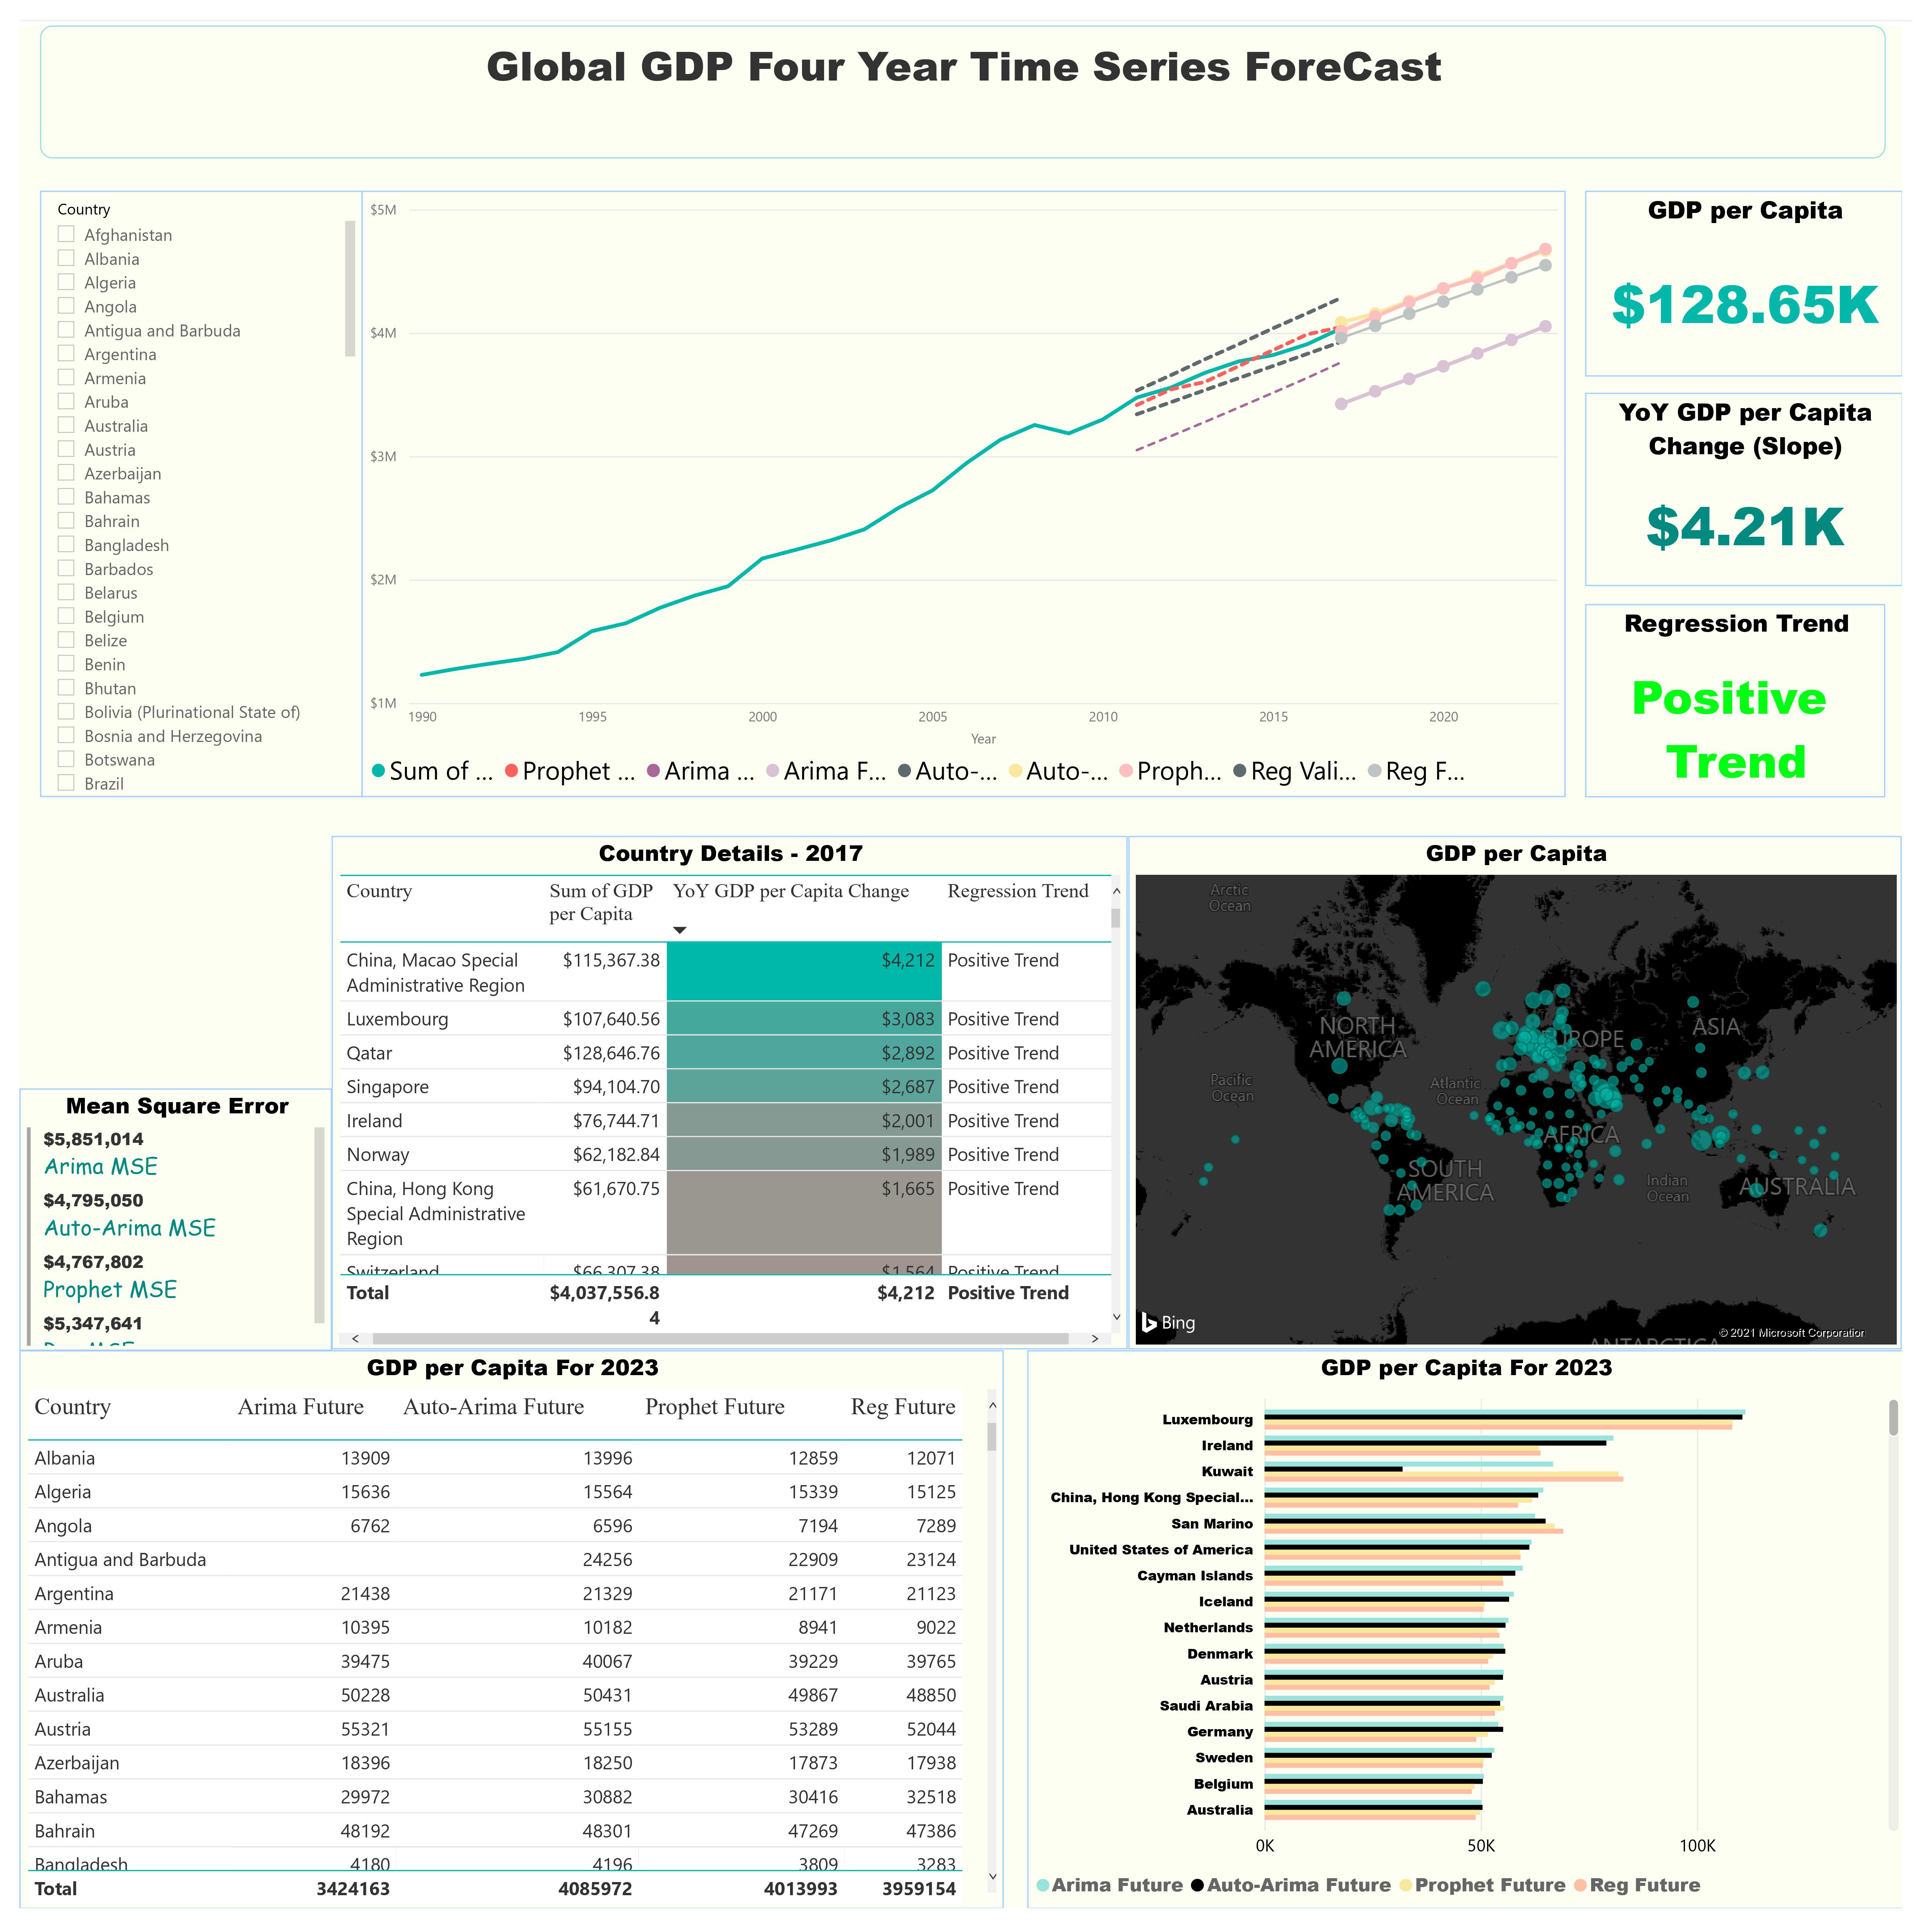 Global GDP Four Year Time Series ForeCast
Country
Afghanistan
Albania
Algeria
Angola
Antigua and Barbuda
Argentina
Armenia
Aruba
Australia
Austria
Azerbaijan
Bahamas
Bahrain
Bangladesh
Barbados
Belarus
Belgium
Belize
Benin
Bhutan
Bolivia (Plurinational State of)
Bosnia and Herzegovina
Botswana
Brazil
$5M
$4M
$3M
$2M
$1M
1990 1995 2000 2005 2010 2015 2020
Year
Sum of ... Prophet ... Arima ... Arima F... Auto-... Auto-... Proph... Reg Vali... Reg F...
GDP per Capita
$128.65K
YoY GDP per Capita
Change (Slope)
$4.21K
Regression Trend
Positive
Trend
Mean Square Error
$5,851,014
Arima MSE
$4,795,050
Auto-Arima MSE
$4,767,802
Prophet MSE
$5,347,641
Country Details - 2017
Country Sum of GDP YoY GDP per Capita Change Regression Trend
per Capita
China, Macao Special $115,367.38 $4,212 Positive Trend
Administrative Region
Luxembourg $107,640.56 $3,083 Positive Trend
Qatar $128,646.76 $2,892 Positive Trend
Singapore $94,104.70 $2,687 Positive Trend
Ireland $76,744.71 $2,001 Positive Trend
Norway $62,182.84 $1,989 Positive Trend
China, Hong Kong $61,670.75 $1,665 Positive Trend
Special Administrative
Region
Switzerland $66,307.38 $1,564 Positive Trend
Total $4,037,556.8 $4,212 Positive Trend
4
GDP per Capita
Arctic
Ocean
NORTH
AMERICA
UROPE
ASIA
Pacific
Ocean
Atlantic
Ocean
AFRICA
SOUTH
AMERICA
Indian
Ocean
AUSTRALIA
ANTARCTICA
Bing
© 2021 Microsoft Corporation
GDP per Capita For 2023
Country Arima Future Auto-Arima Future Prophet Future Reg Future
Albania 13909 13996 12859 12071
Algeria 15636 15564 15339 15125
Angola 6762 6596 7194 7289
Antigua and Barbuda 24256 22909 23124
Argentina 21438 21329 21171 21123
Armenia 10395 10182 8941 9022
Aruba 39475 40067 39229 39765
Australia 50228 50431 49867 48850
Austria 55321 55155 53289 52044
Azerbaijan 18396 18250 17873 17938
Bahamas 29972 30882 30416 32518
Bahrain 48192 48301 47269 47386
Bangladesh 4180 4196 3809 3283
Total 3424163 4085972 4013993 3959154
GDP per Capita For 2023
Luxembourg
Ireland
Kuwait
China, Hong Kong Special...
San Marino
United States of America
Cayman Islands
Iceland
Netherlands
Denmark
Austria
Saudi Arabia
Germany
Sweden
Belgium
Australia
0K 50K 100K
Arima Future Auto-Arima Future Prophet Future Reg Future